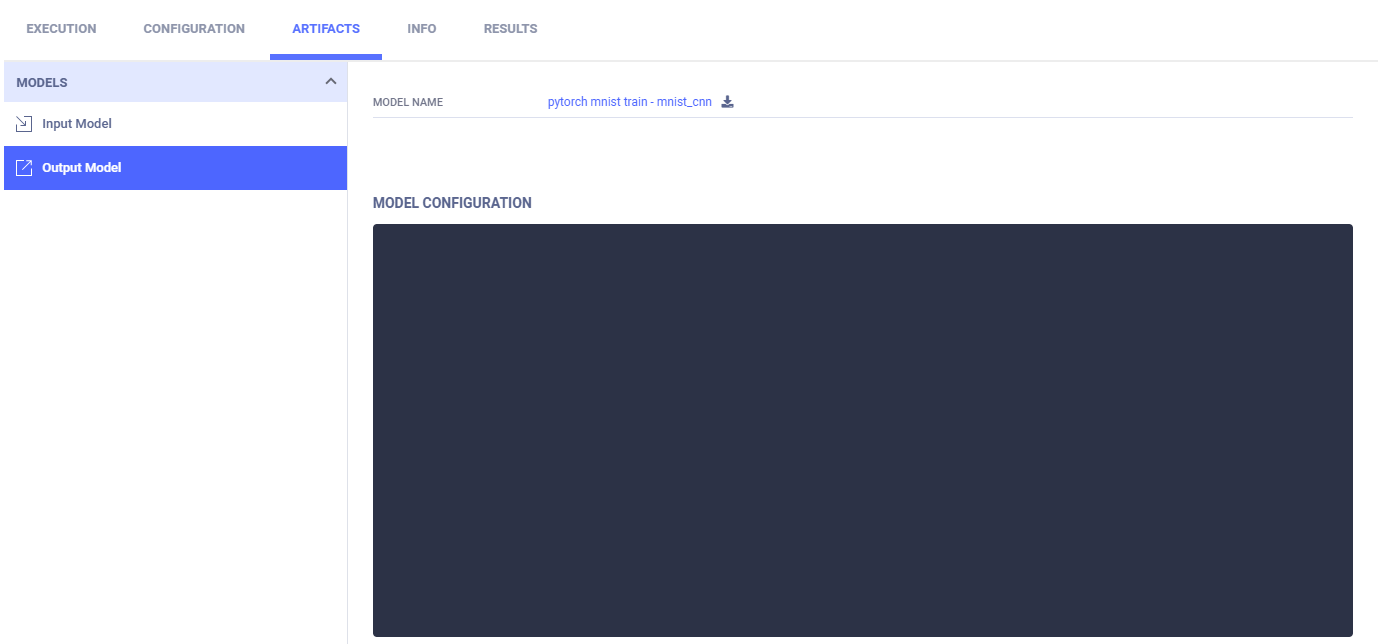 EXECUTION CONFIGURATION ARTIFACTS INFO RESULTS
MODELS
Input Model
Output Model
MODEL NAME pytorch mnist train - mnist_cnn
MODEL CONFIGURATION